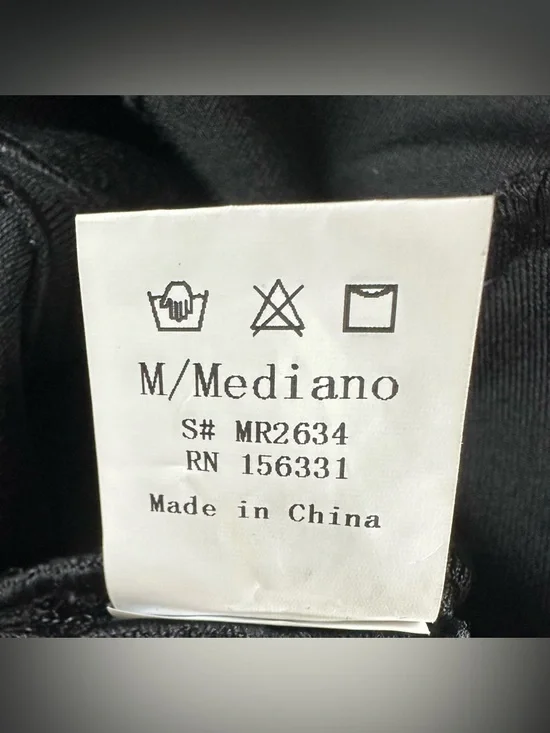 M/Mediano
S# MR2634
RN 156331
Made in China